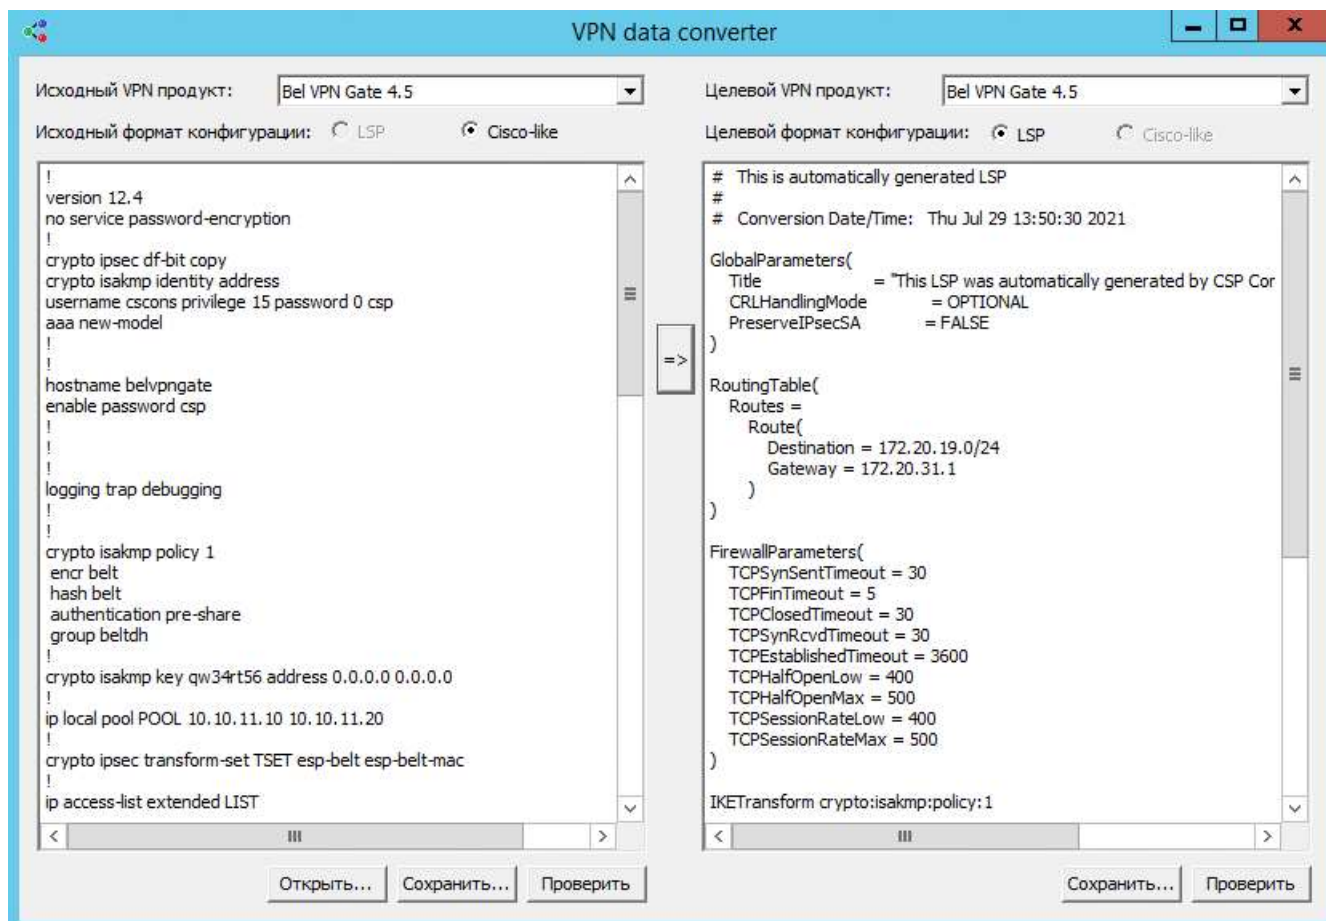 VPN data converter
Исходный VPN продукт: Bel VPN Gate 4.5
Исходный формат конфигурации: LSP Cisco-like
!
version 12.4
no service password-encryption
!
crypto ipsec df-bit copy
crypto isakmp identity address
username cscons privilege 15 password 0 csp
aaa new-model
!
!
hostname belvpngate
enable password csp
!
!
!
logging trap debugging
!
!
crypto isakmp policy 1
encr belt
hash belt
authentication pre-share
group beltdh
!
crypto isakmp key qw34rt56 address 0.0.0.0 0.0.0.0
!
ip local pool POOL 10.10.11.10 10.10.11.20
!
crypto ipsec transform-set TSET esp-belt esp-belt-mac
!
ip access-list extended LIST
Открыть... Сохранить... Проверить
=>
Целевой VPN продукт: Bel VPN Gate 4.5
Целевой формат конфигурации: LSP Cisco-like
# This is automatically generated LSP
#
# Conversion Date/Time: Thu Jul 29 13:50:30 2021
GlobalParameters(
Title = "This LSP was automatically generated by CSP Cor
CRLHandlingMode = OPTIONAL
PreserveIPsecSA = FALSE
)
RoutingTable(
Routes =
Route(
Destination = 172.20.19.0/24
Gateway = 172.20.31.1
)
)
FirewallParameters(
TCPSynSentTimeout = 30
TCPFinTimeout = 5
TCPClosedTimeout = 30
TCPSynRcvdTimeout = 30
TCPEstablishedTimeout = 3600
TCPHalfOpenLow = 400
TCPHalfOpenMax = 500
TCPSessionRateLow = 400
TCPSessionRateMax = 500
)
IKETransform crypto:isakmp:policy:1
Сохранить... Проверить